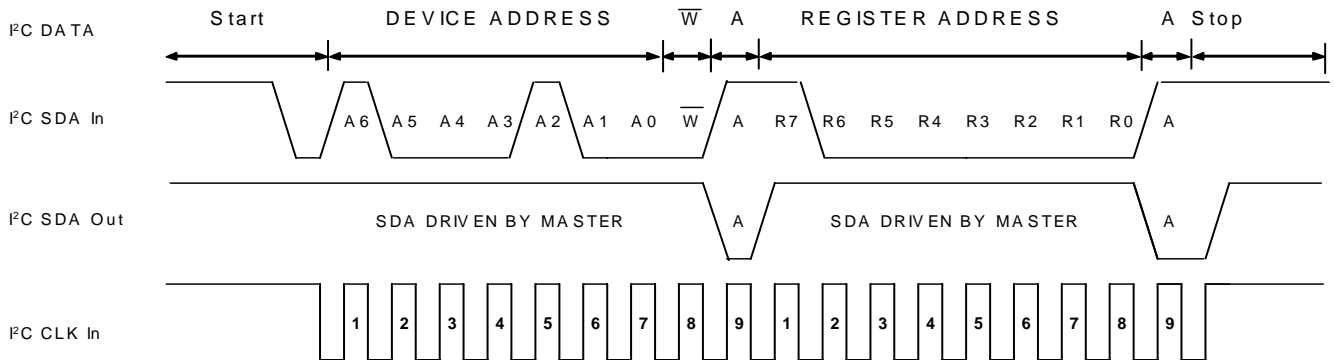 I²C DATA Start DEVICE ADDRESS W̅ A REGISTER ADDRESS A Stop
I²C SDA In A6 A5 A4 A3 A2 A1 A0 W̅ A R7 R6 R5 R4 R3 R2 R1 R0 A
I²C SDA Out SDA DRIVEN BY MASTER A SDA DRIVEN BY MASTER A
I²C CLK In 1 2 3 4 5 6 7 8 9 1 2 3 4 5 6 7 8 9